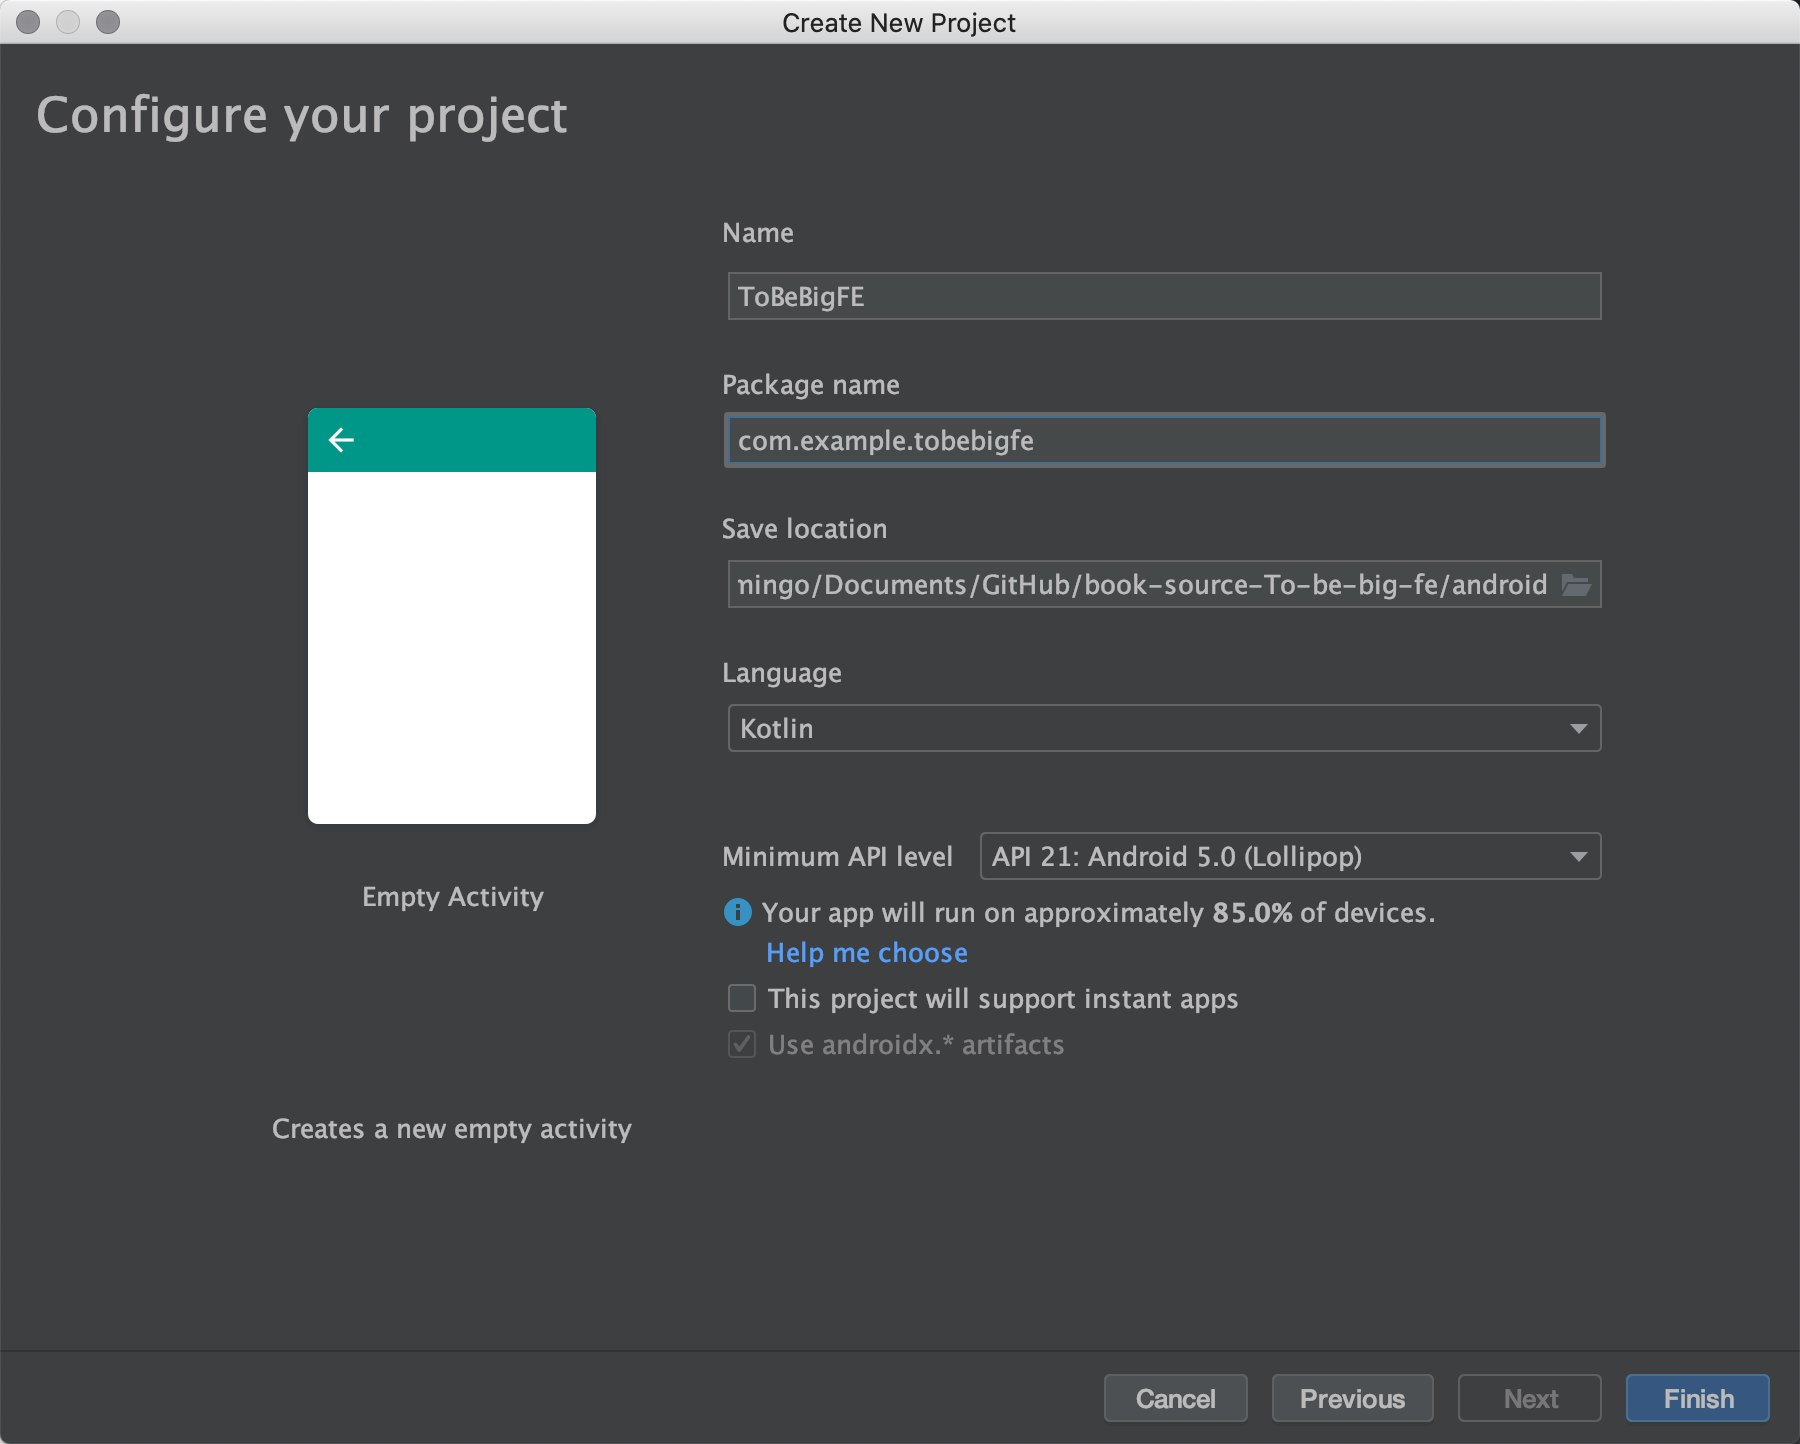 Create New Project
Configure your project
Name
ToBeBigFE
Package name
com.example.tobebigfe
Save location
mingo/Documents/GitHub/book-source-To-be-big-fe/android
Language
Kotlin
Minimum API level API 21: Android 5.0 (Lollipop)
Your app will run on approximately 85.0% of devices.
Help me choose
This project will support instant apps
Use androidx.* artifacts
Empty Activity
Creates a new empty activity
Cancel Previous Next Finish